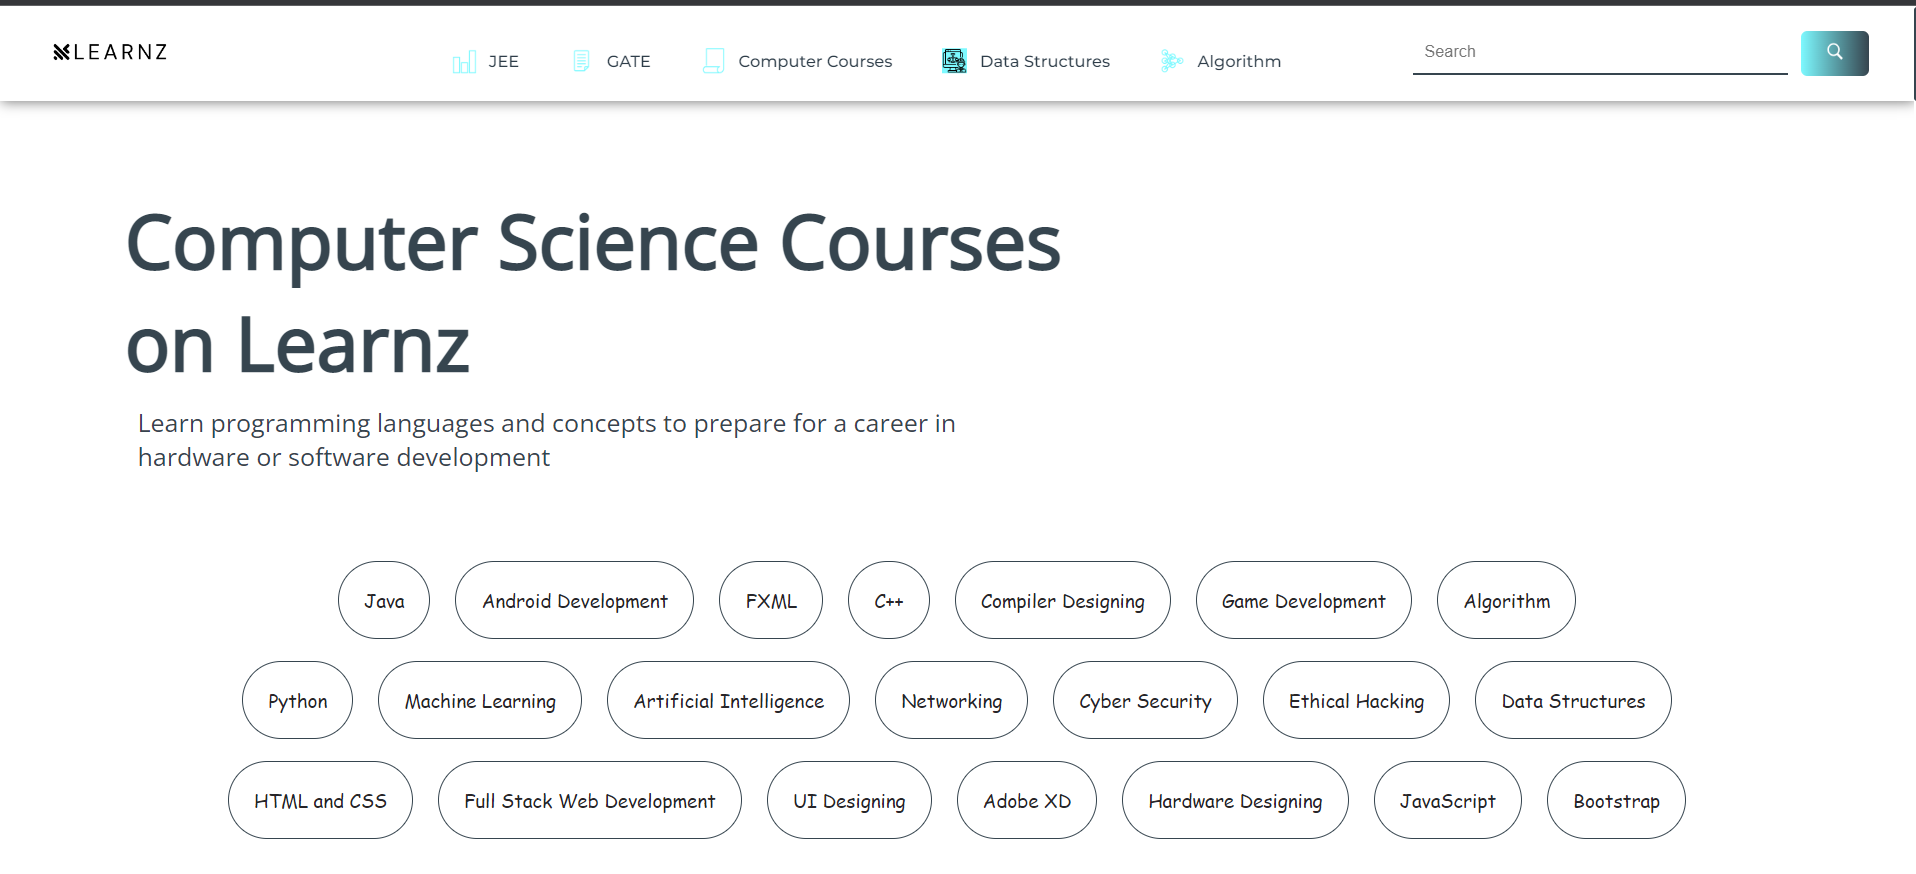 LEARNZ JEE GATE Computer Courses Data Structures Algorithm Search
Computer Science Courses
on Learnz
Learn programming languages and concepts to prepare for a career in
hardware or software development
Java Android Development FXML C++ Compiler Designing Game Development Algorithm
Python Machine Learning Artificial Intelligence Networking Cyber Security Ethical Hacking Data Structures
HTML and CSS Full Stack Web Development UI Designing Adobe XD Hardware Designing JavaScript Bootstrap